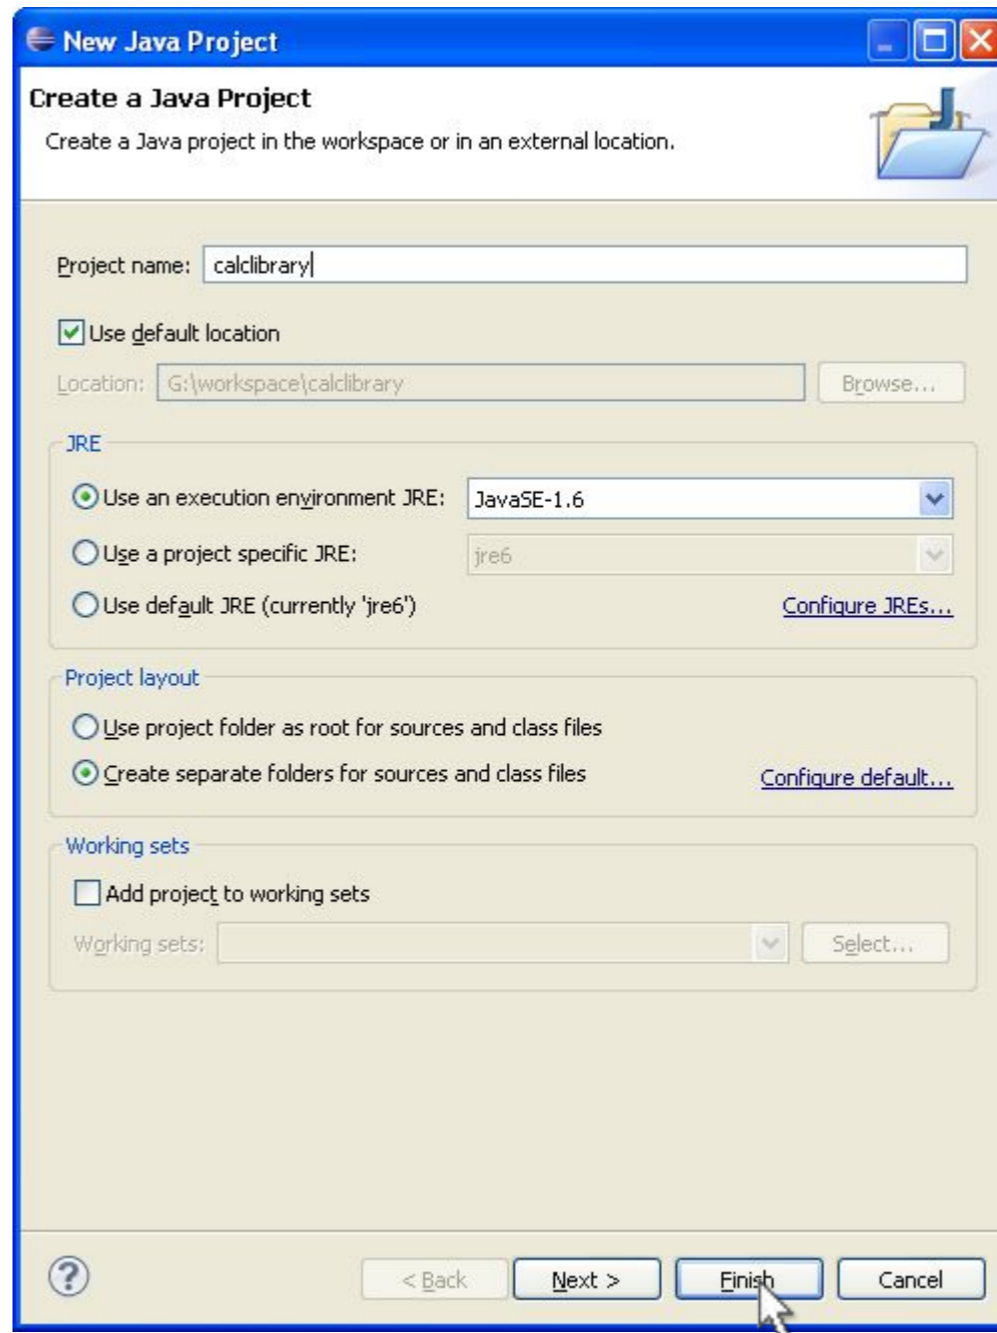 New Java Project
Create a Java Project
Create a Java project in the workspace or in an external location.
Project name: calclibrary
Use default location
Location: G:\workspace\calclibrary Browse...
JRE
Use an execution environment JRE: JavaSE-1.6
Use a project specific JRE: jre6
Use default JRE (currently 'jre6') Configure JREs...
Project layout
Use project folder as root for sources and class files
Create separate folders for sources and class files Configure default...
Working sets
Add project to working sets
Working sets: Select...
? < Back Next > Finish Cancel